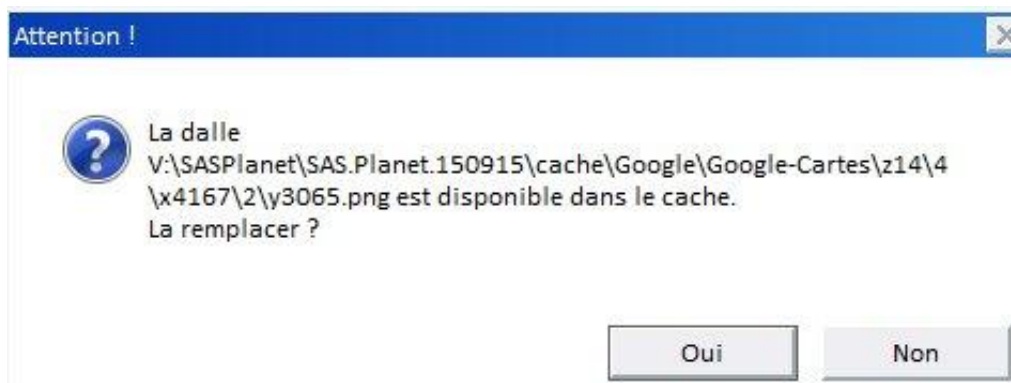 Attention !
La dalle
V:\SASPlanet\SAS.Planet.150915\cache\Google\Google-Cartes\z14\4
\x4167\2\y3065.png est disponible dans le cache.
La remplacer ?
Oui Non